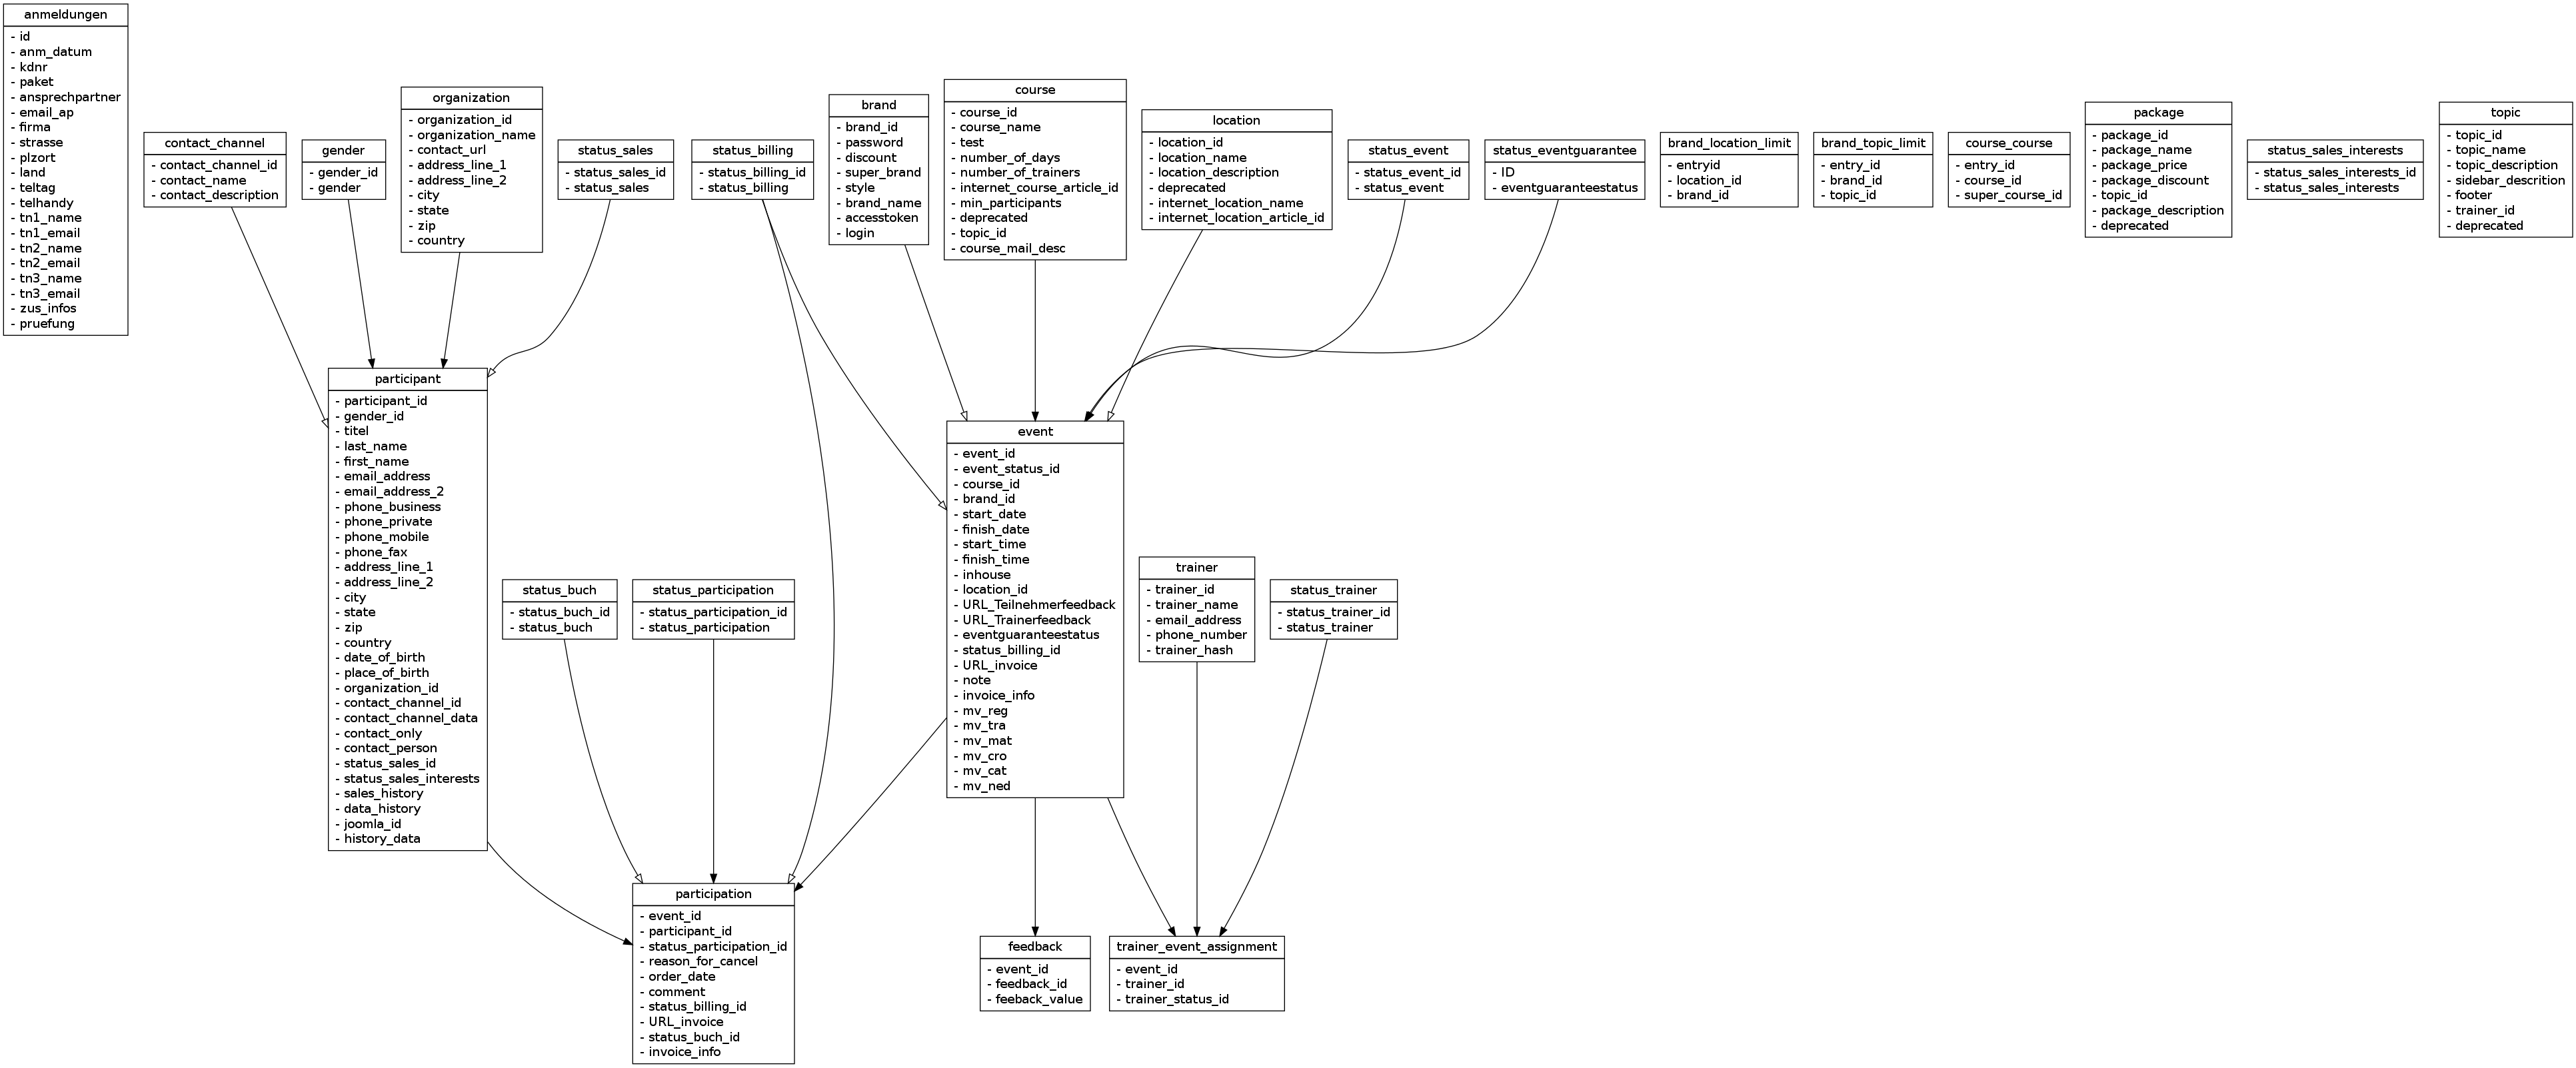 anmeldungen
- id
- anm_datum
- kdnr
- paket
- ansprechpartner
- email_ap
- firma
- strasse
- plzort
- land
- teltag
- telhandy
- tn1_name
- tn1_email
- tn2_name
- tn2_email
- tn3_name
- tn3_email
- zus_infos
- pruefung
contact_channel
- contact_channel_id
- contact_name
- contact_description
gender
- gender_id
- gender
organization
- organization_id
- organization_name
- contact_url
- address_line_1
- address_line_2
- city
- state
- zip
- country
status_sales
- status_sales_id
- status_sales
status_billing
- status_billing_id
- status_billing
brand
- brand_id
- password
- discount
- super_brand
- style
- brand_name
- accesstoken
- login
course
- course_id
- course_name
- test
- number_of_days
- number_of_trainers
- internet_course_article_id
- min_participants
- deprecated
- topic_id
- course_mail_desc
location
- location_id
- location_name
- location_description
- deprecated
- internet_location_name
- internet_location_article_id
status_event
- status_event_id
- status_event
status_eventguarantee
- ID
- eventguaranteestatus
brand_location_limit
- entryid
- location_id
- brand_id
brand_topic_limit
- entry_id
- brand_id
- topic_id
course_course
- entry_id
- course_id
- super_course_id
package
- package_id
- package_name
- package_price
- package_discount
- topic_id
- package_description
- deprecated
status_sales_interests
- status_sales_interests_id
- status_sales_interests
topic
- topic_id
- topic_name
- topic_description
- sidebar_descrition
- footer
- trainer_id
- deprecated
participant
- participant_id
- gender_id
- titel
- last_name
- first_name
- email_address
- email_address_2
- phone_business
- phone_private
- phone_mobile
- phone_fax
- address_line_1
- address_line_2
- city
- state
- zip
- country
- date_of_birth
- place_of_birth
- organization_id
- contact_channel_id
- contact_channel_data
- contact_only
- contact_person
- status_sales_id
- status_sales_interests
- sales_history
- data_history
- joomla_id
- history_data
event
- event_id
- event_status_id
- course_id
- brand_id
- start_date
- finish_date
- start_time
- finish_time
- inhouse
- location_id
- URL_Teilnehmerfeedback
- URL_Trainerfeedback
- eventguaranteestatus
- status_billing_id
- URL_invoice
- note
- invoice_info
- mv_reg
- mv_tra
- mv_mat
- mv_cro
- mv_cat
- mv_ned
status_buch
- status_buch_id
- status_buch
status_participation
- status_participation_id
- status_participation
trainer
- trainer_id
- trainer_name
- email_address
- phone_number
- trainer_hash
status_trainer
- status_trainer_id
- status_trainer
participation
- event_id
- participant_id
- status_participation_id
- reason_for_cancel
- order_date
- comment
- status_billing_id
- URL_invoice
- status_buch_id
- invoice_info
feedback
- event_id
- feedback_id
- feeback_value
trainer_event_assignment
- event_id
- trainer_id
- trainer_status_id